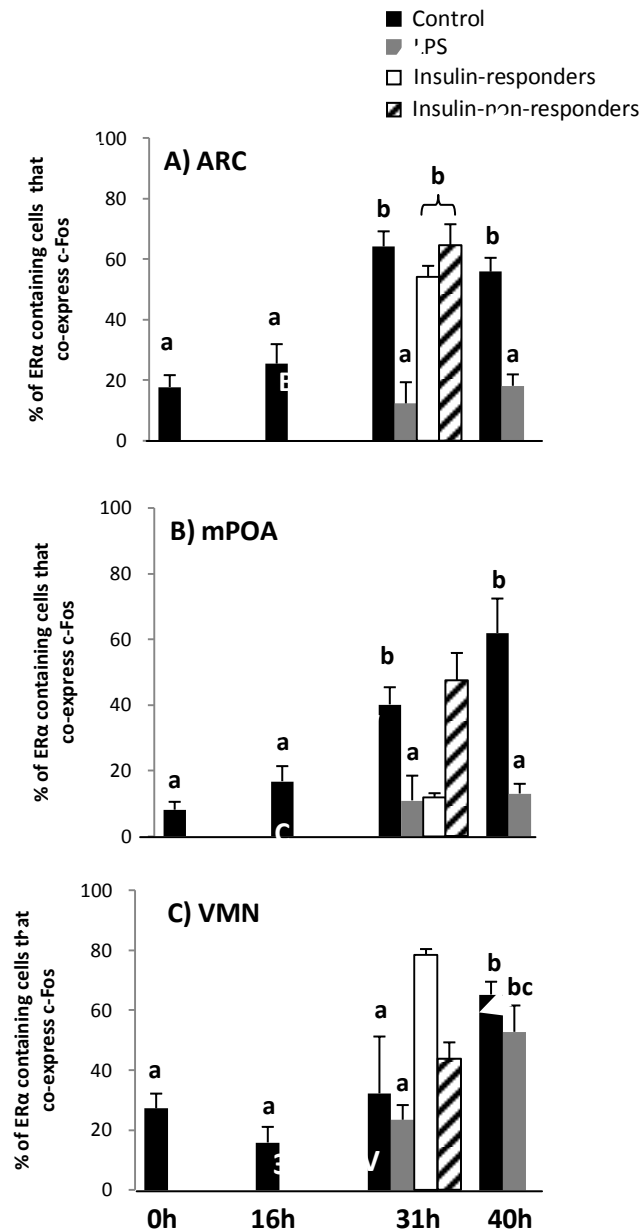 Control
LPS
Insulin-responders
Insulin-non-responders
A) ARC
% of ERα containing cells that
co-express c-Fos
100
80
60
40
20
0
a
a
b
a
b
b
a
E
B) mPOA
% of ERα containing cells that
co-express c-Fos
100
80
60
40
20
0
a
a
b
a
b
a
C
C) VMN
% of ERα containing cells that
co-express c-Fos
100
80
60
40
20
0
a
a
a
a
b
bc
3
V
0h
16h
31h
40h